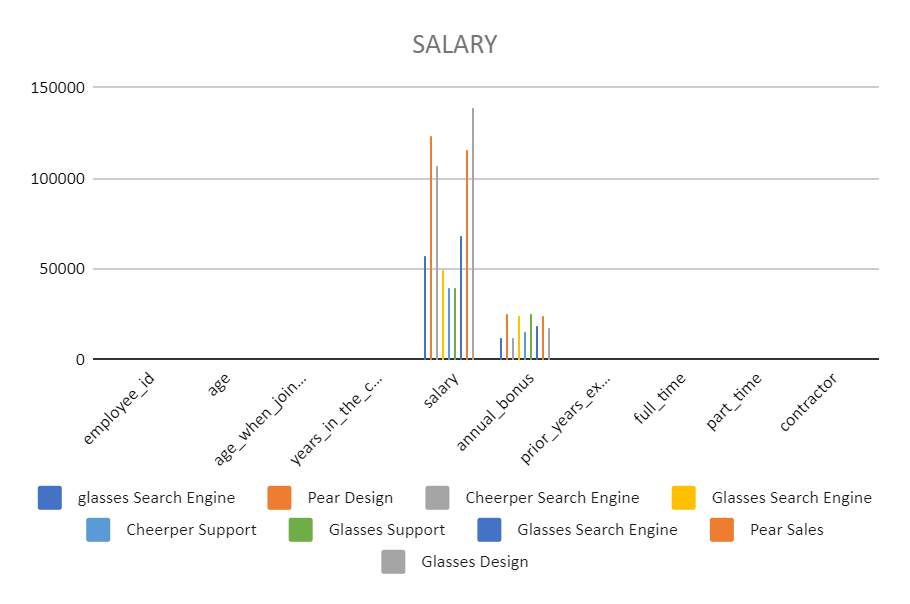 SALARY
150000
100000
50000
0
employee_id
age
age_when_join...
years_in_the_c...
salary
annual_bonus
prior_years_ex...
full_time
part_time
contractor
glasses Search Engine Pear Design Cheerper Search Engine Glasses Search Engine
Cheerper Support Glasses Support Glasses Search Engine Pear Sales
Glasses Design